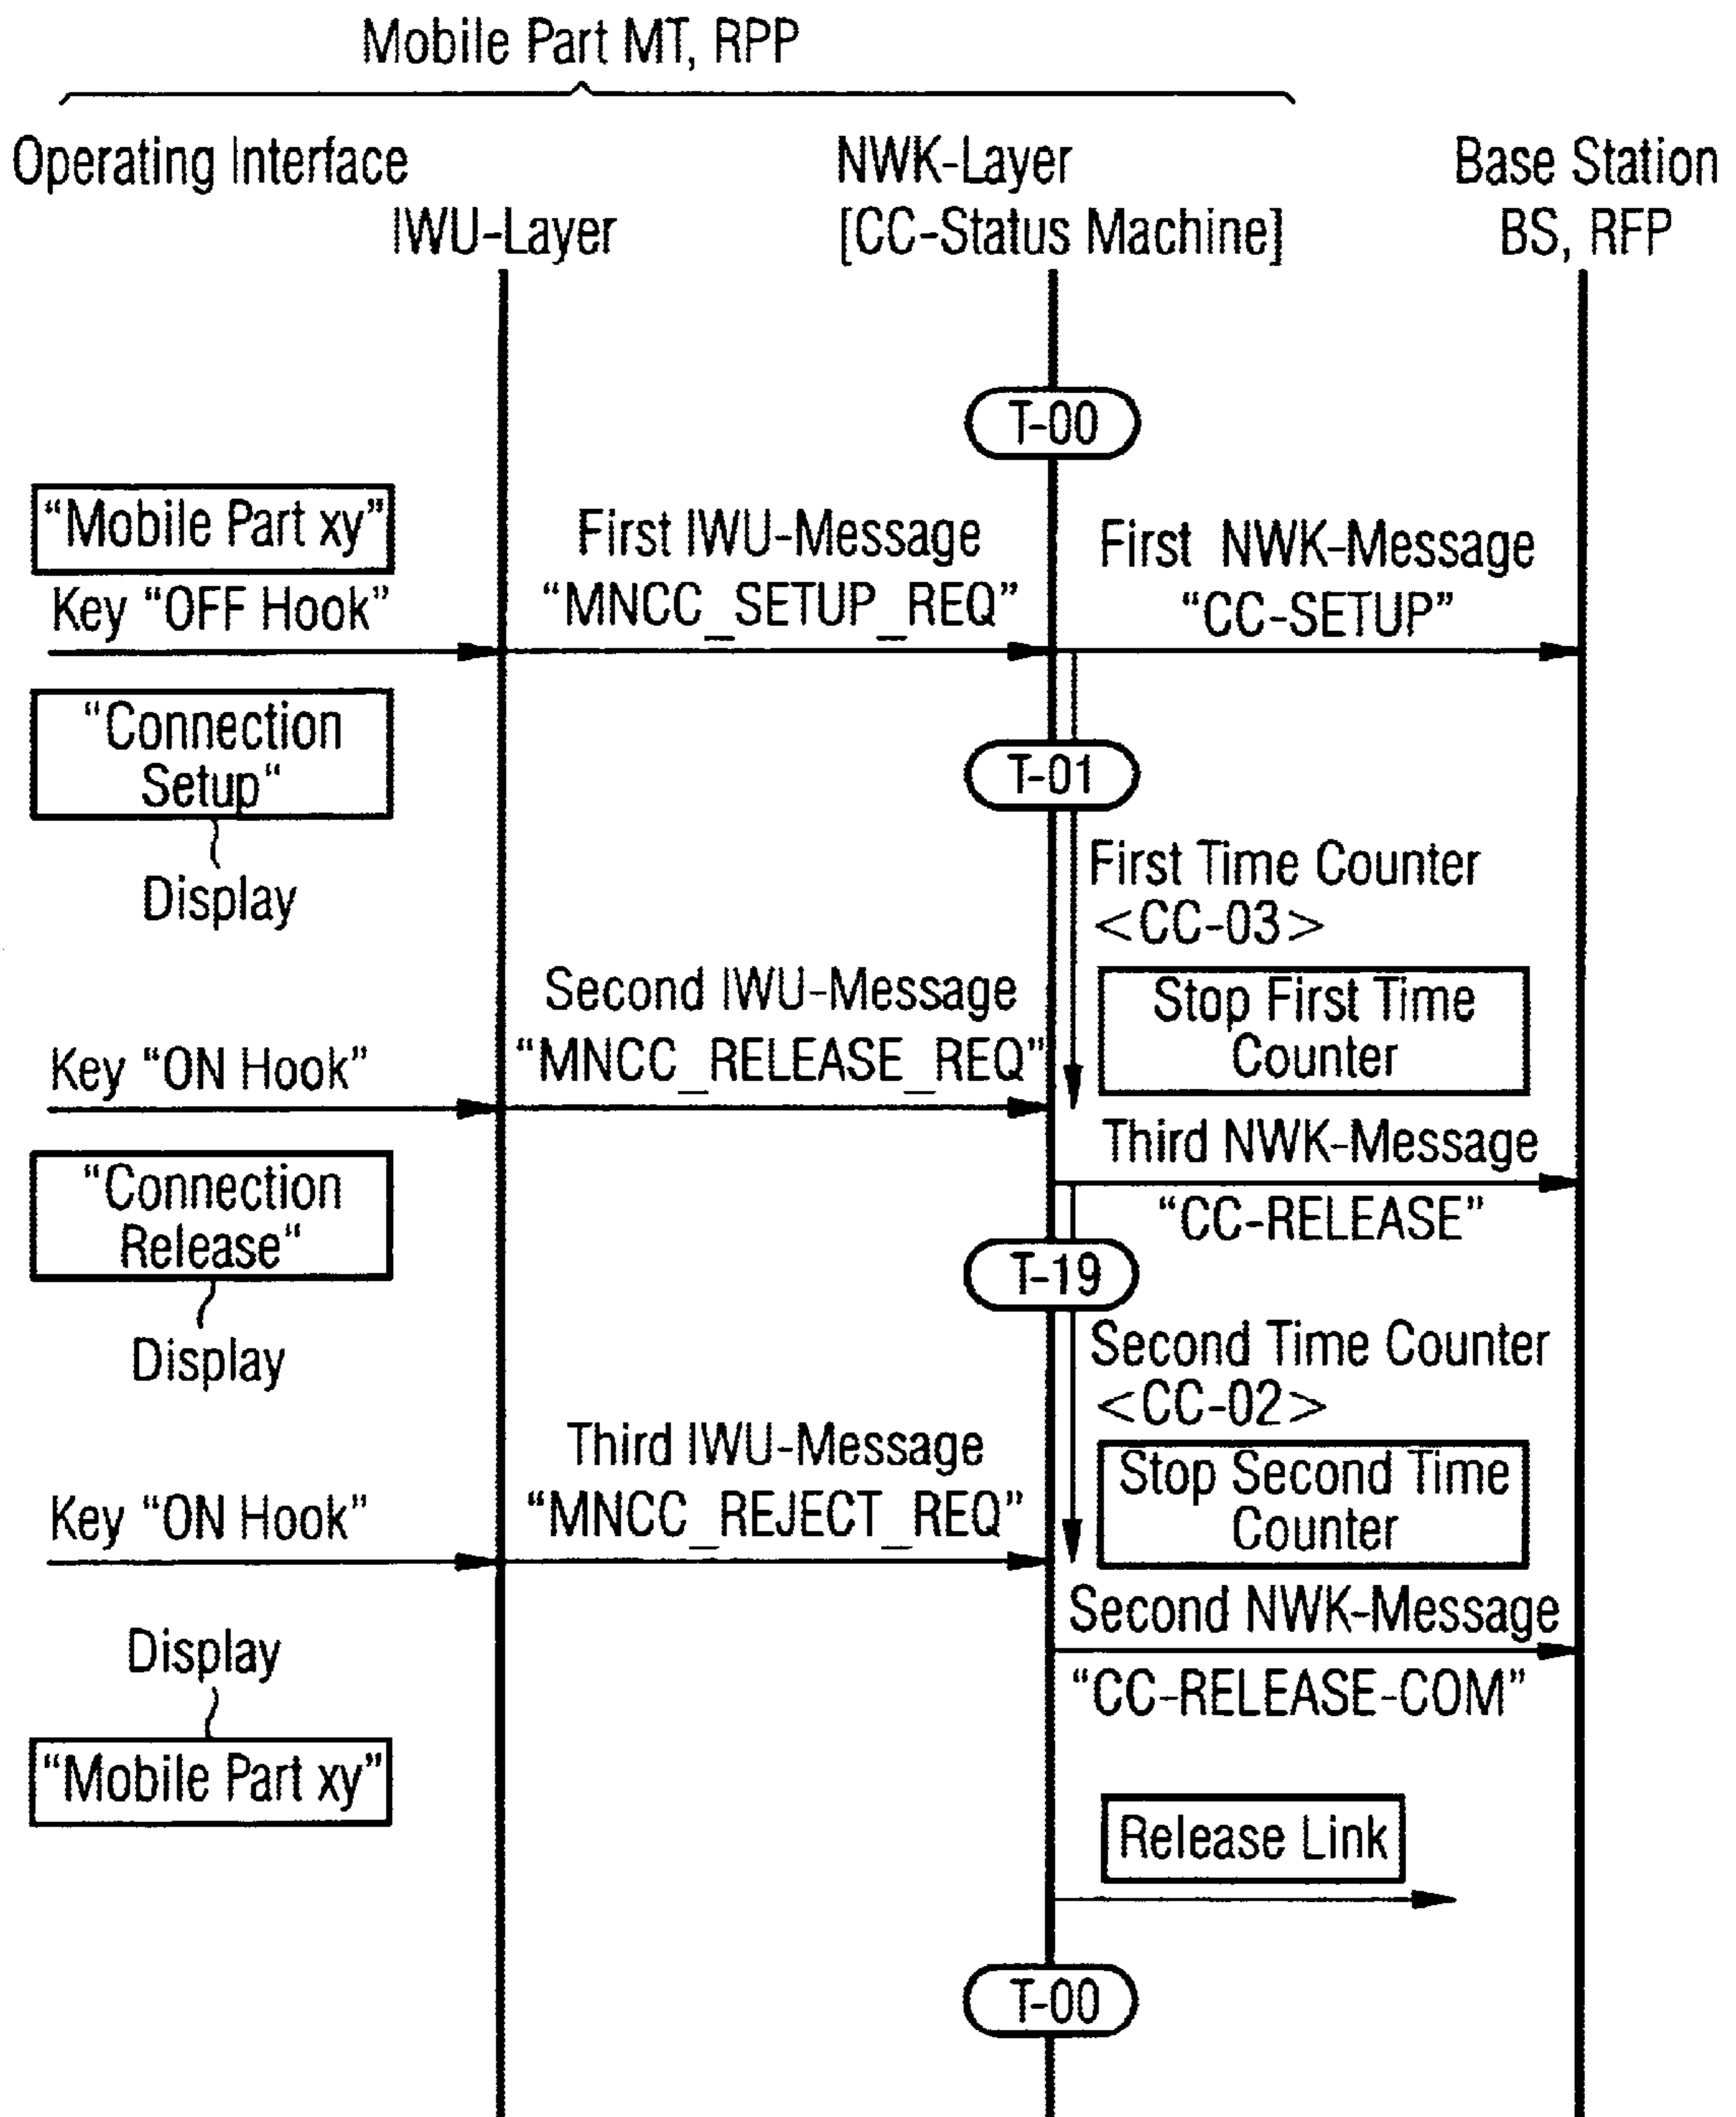 Mobile Part MT, RPP
Operating Interface
IWU-Layer
NWK-Layer
[CC-Status Machine]
Base Station
BS, RFP
T-00
“Mobile Part xy”
Key “OFF Hook”
First IWU-Message
“MNCC_SETUP_REQ”
First NWK-Message
“CC-SETUP”
“Connection
Setup“
Display
T-01
First Time Counter
<CC-03>
Stop First Time
Counter
Second IWU-Message
“MNCC_RELEASE_REQ”
Key “ON Hook”
Third NWK-Message
“CC-RELEASE”
“Connection
Release“
Display
T-19
Second Time Counter
<CC-02>
Stop Second Time
Counter
Third IWU-Message
“MNCC_REJECT_REQ”
Key “ON Hook”
Second NWK-Message
“CC-RELEASE-COM”
Display
“Mobile Part xy”
Release Link
T-00